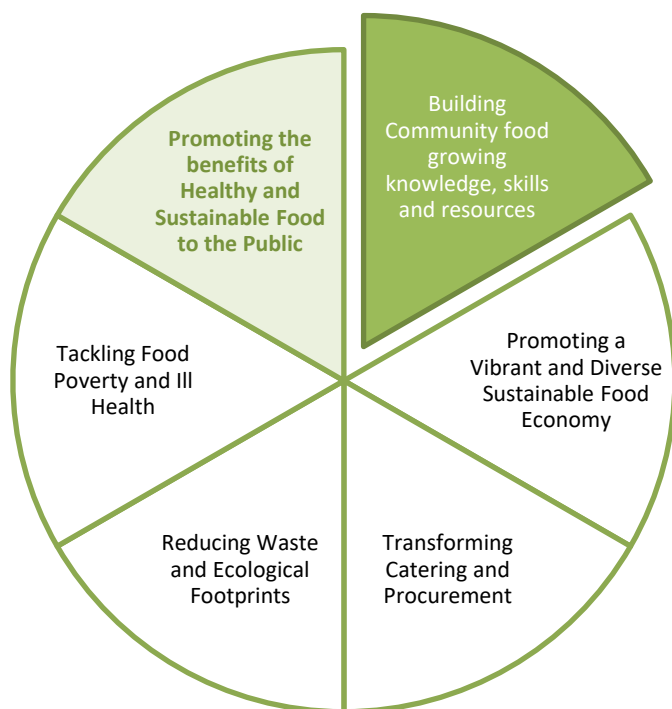 Building
Community food
growing
knowledge, skills
and resources
Promoting the
benefits of
Healthy and
Sustainable Food
to the Public
Promoting a
Vibrant and Diverse
Sustainable Food
Economy
Tackling Food
Poverty and Ill
Health
Transforming
Catering and
Procurement
Reducing Waste
and Ecological
Footprints